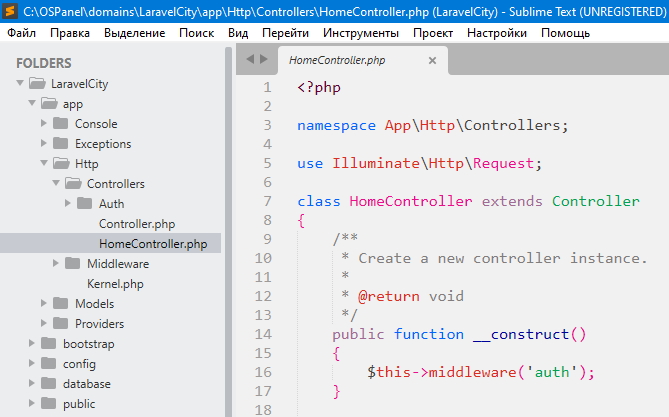 C:\OSPanel\domains\LaravelCity\app\Http\Controllers\HomeController.php (LaravelCity) - Sublime Text (UNREGISTERED)
Файл Правка Выделение Поиск Вид Перейти Инструменты Проект Настройки Помощь
FOLDERS
LaravelCity
app
Console
Exceptions
Http
Controllers
Auth
Controller.php
HomeController.php
Middleware
Kernel.php
Models
Providers
bootstrap
config
database
public
HomeController.php ×
1 <?php
2
3 namespace App\Http\Controllers;
4
5 use Illuminate\Http\Request;
6
7 class HomeController extends Controller
8 {
9 /**
10 * Create a new controller instance.
11 *
12 * @return void
13 */
14 public function __construct()
15 {
16 $this->middleware('auth');
17 }
18